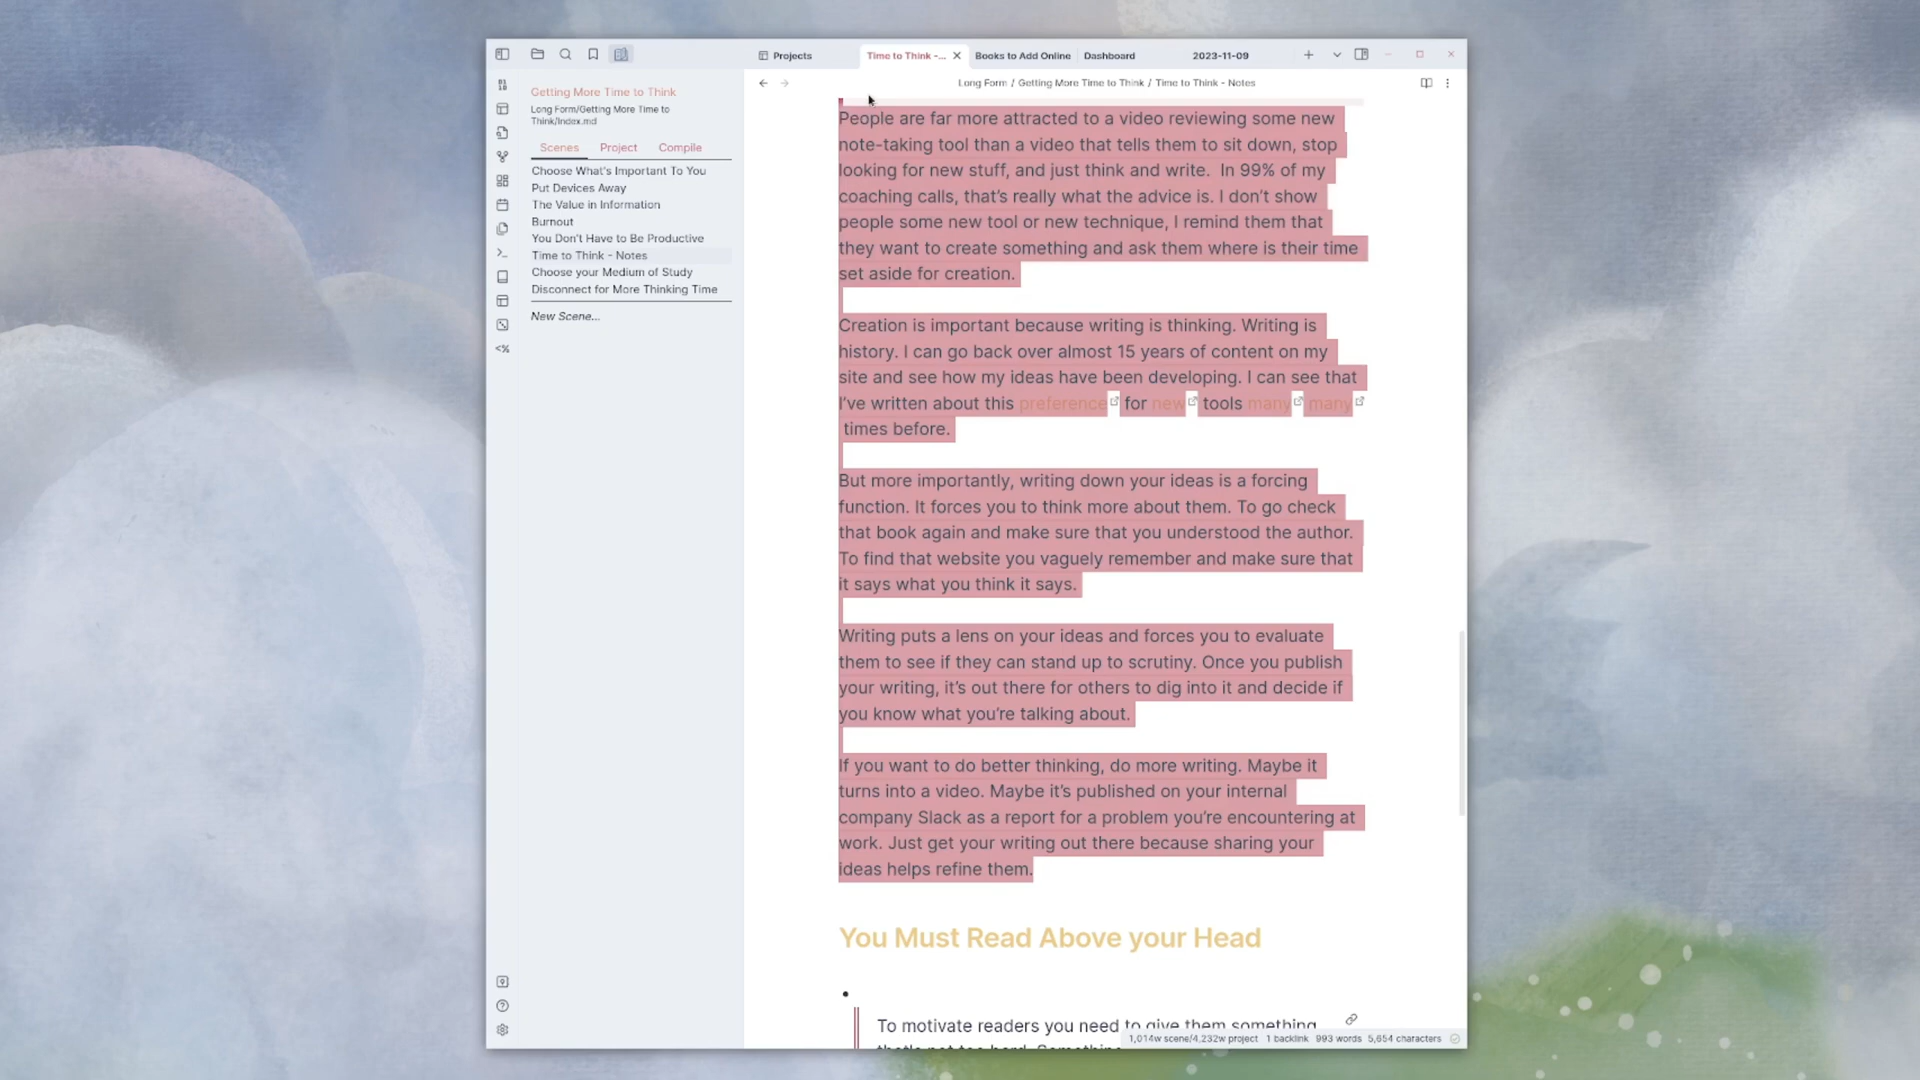 Projects
Time to Think -...
Books to Add Online
Dashboard
2023-11-09
Long Form / Getting More Time to Think / Time to Think - Notes
Getting More Time to Think
Long Form/Getting More Time to
Think/Index.md
Scenes Project Compile
Choose What's Important To You
Put Devices Away
The Value in Information
Burnout
You Don't Have to Be Productive
Time to Think - Notes
Choose your Medium of Study
Disconnect for More Thinking Time
New Scene...
People are far more attracted to a video reviewing some new
note-taking tool than a video that tells them to sit down, stop
looking for new stuff, and just think and write.  In 99% of my
coaching calls, that's really what the advice is. I don't show
people some new tool or new technique, I remind them that
they want to create something and ask them where is their time
set aside for creation.
Creation is important because writing is thinking. Writing is
history. I can go back over almost 15 years of content on my
site and see how my ideas have been developing. I can see that
I've written about this preference for new tools many many
times before.
But more importantly, writing down your ideas is a forcing
function. It forces you to think more about them. To go check
that book again and make sure that you understood the author.
To find that website you vaguely remember and make sure that
it says what you think it says.
Writing puts a lens on your ideas and forces you to evaluate
them to see if they can stand up to scrutiny. Once you publish
your writing, it's out there for others to dig into it and decide if
you know what you're talking about.
If you want to do better thinking, do more writing. Maybe it
turns into a video. Maybe it's published on your internal
company Slack as a report for a problem you're encountering at
work. Just get your writing out there because sharing your
ideas helps refine them.
You Must Read Above your Head
To motivate readers you need to give them something
1,014w scene/4,232w project 1 backlink 993 words 5,654 characters